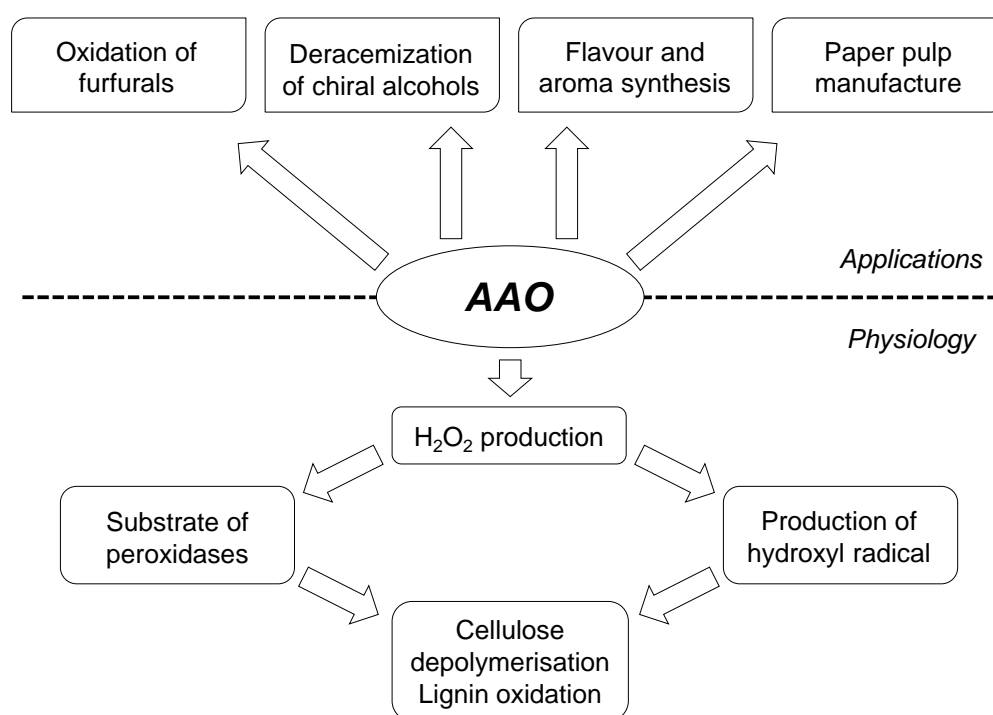 Oxidation of
furfurals
Deracemization
of chiral alcohols
Flavour and
aroma synthesis
Paper pulp
manufacture
Applications
AAO
Physiology
H₂O₂ production
Substrate of
peroxidases
Production of
hydroxyl radical
Cellulose
depolymerisation
Lignin oxidation